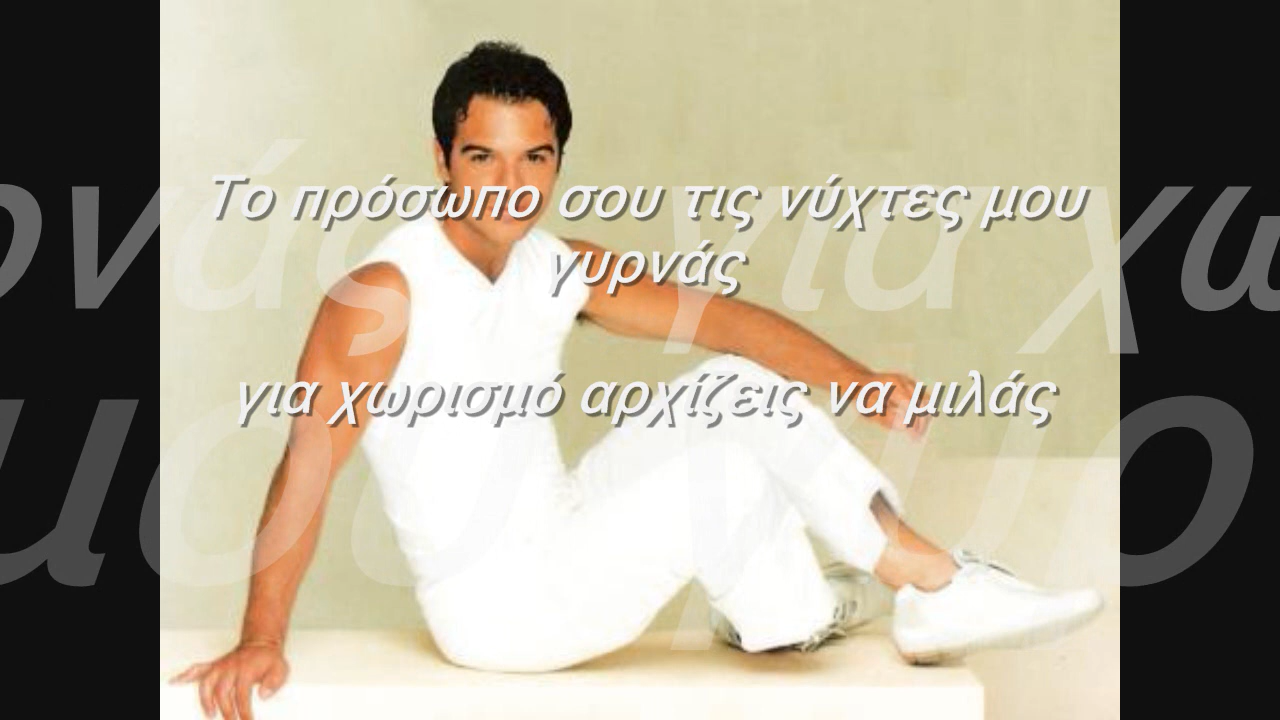 Το πρόσωπο σου τις νύχτες μου
γυρνάς
για χωρισμό αρχίζεις να μιλάς